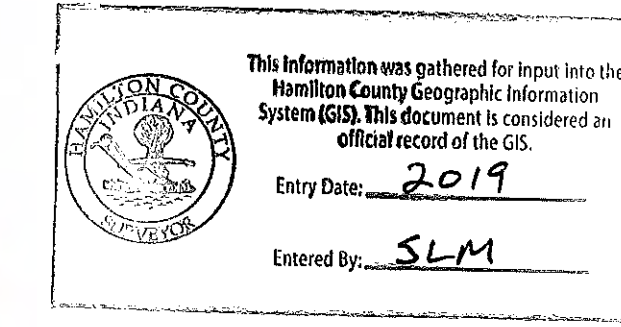 This information was gathered for input into the
Hamilton County Geographic Information
System (GIS). This document is considered an
official record of the GIS.
HAMILTON COUNTY
INDIANA
SURVEYOR
Entry Date: 2019
Entered By: SLM